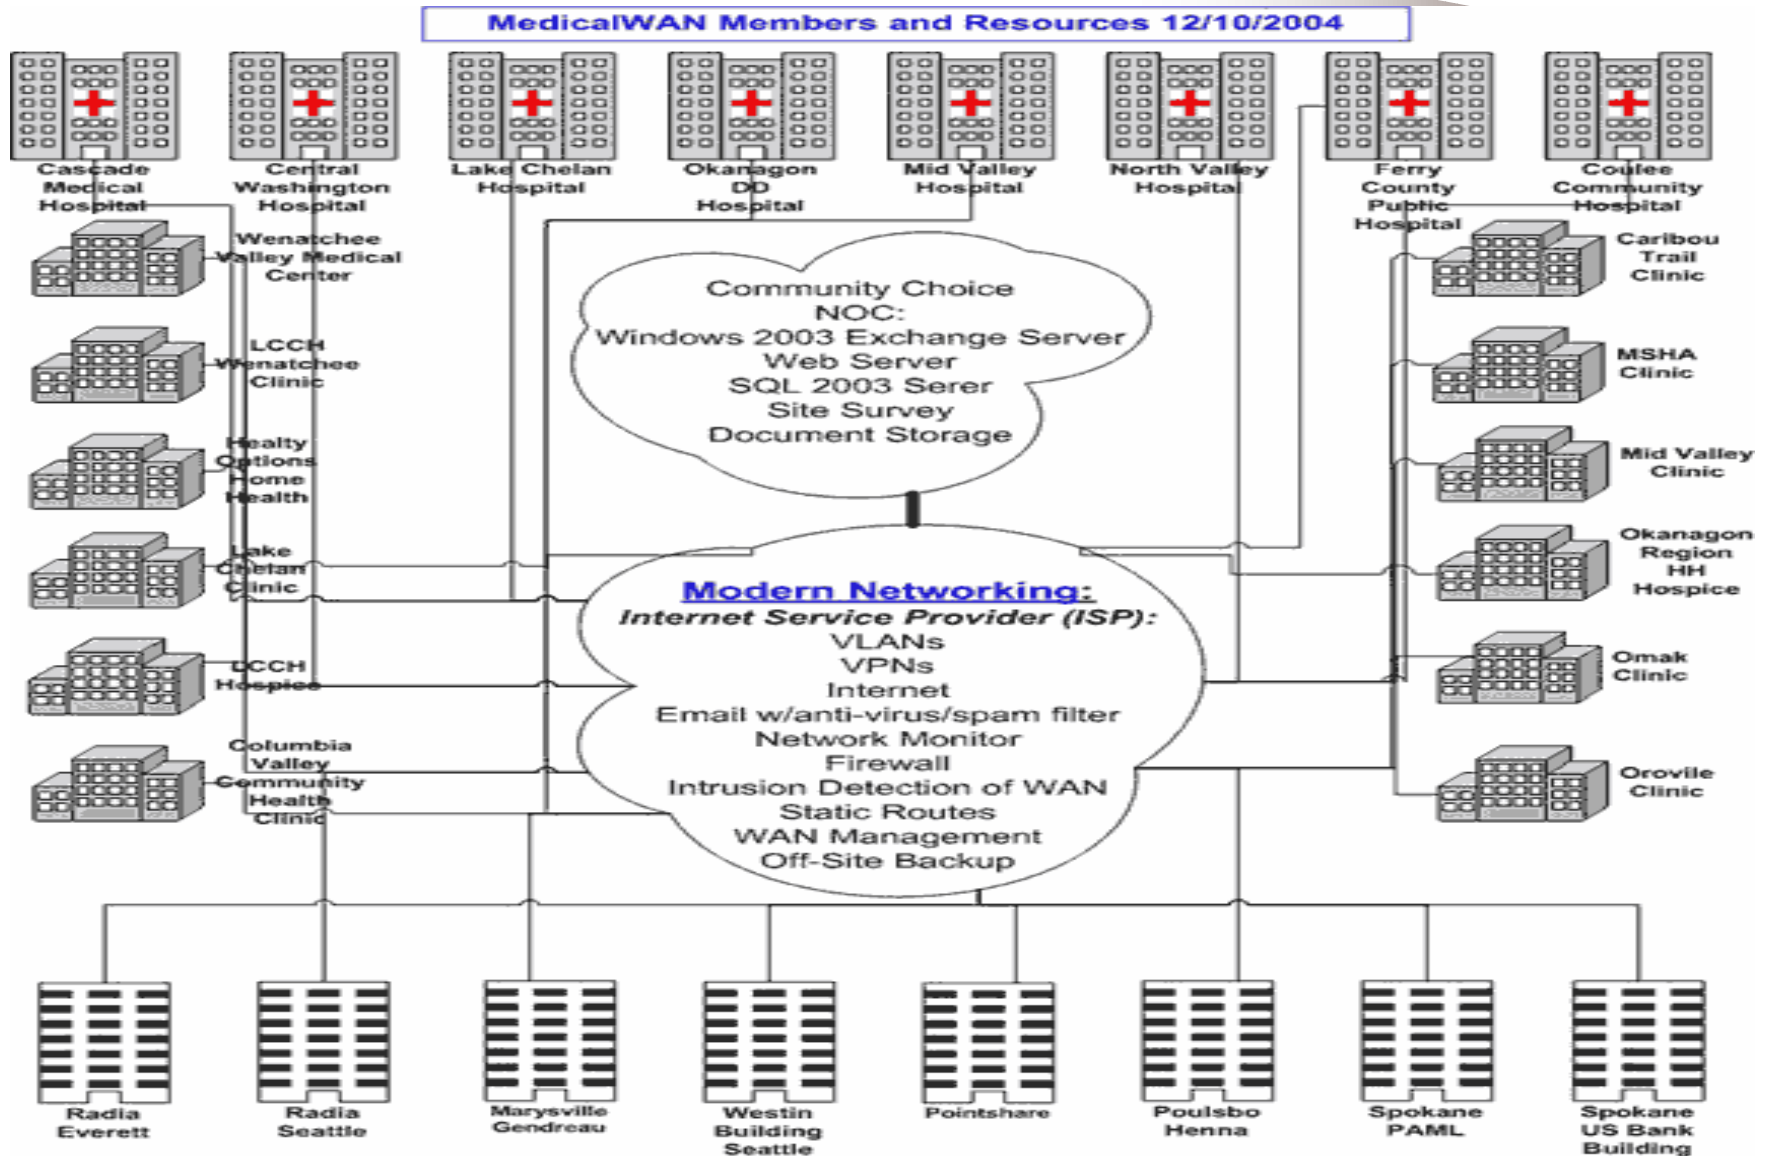 MedicalWAN Members and Resources 12/10/2004
Cascade
Medical
Hospital
Central
Washington
Hospital
Lake Chelan
Hospital
Okanagon
DD
Hospital
Mid Valley
Hospital
North Valley
Hospital
Ferry
County
Public
Hospital
Coulee
Community
Hospital
Wenatchee
Valley Medical
Center
LCCH
Wenatchee
Clinic
Healty
Options
Home
Health
Lake
Chelan
Clinic
LCCH
Hospice
Columbia
Valley
Community
Health
Clinic
Community Choice
NOC:
Windows 2003 Exchange Server
Web Server
SQL 2003 Serer
Site Survey
Document Storage
Modern Networking:
Internet Service Provider (ISP):
VLANs
VPNs
Internet
Email w/anti-virus/spam filter
Network Monitor
Firewall
Intrusion Detection of WAN
Static Routes
WAN Management
Off-Site Backup
Caribou
Trail
Clinic
MSHA
Clinic
Mid Valley
Clinic
Okanagon
Region
HH
Hospice
Omak
Clinic
Orovile
Clinic
Radia
Everett
Radia
Seattle
Marysville
Gendreau
Westin
Building
Seattle
Pointshare
Poulsbo
Henna
Spokane
PAML
Spokane
US Bank
Building